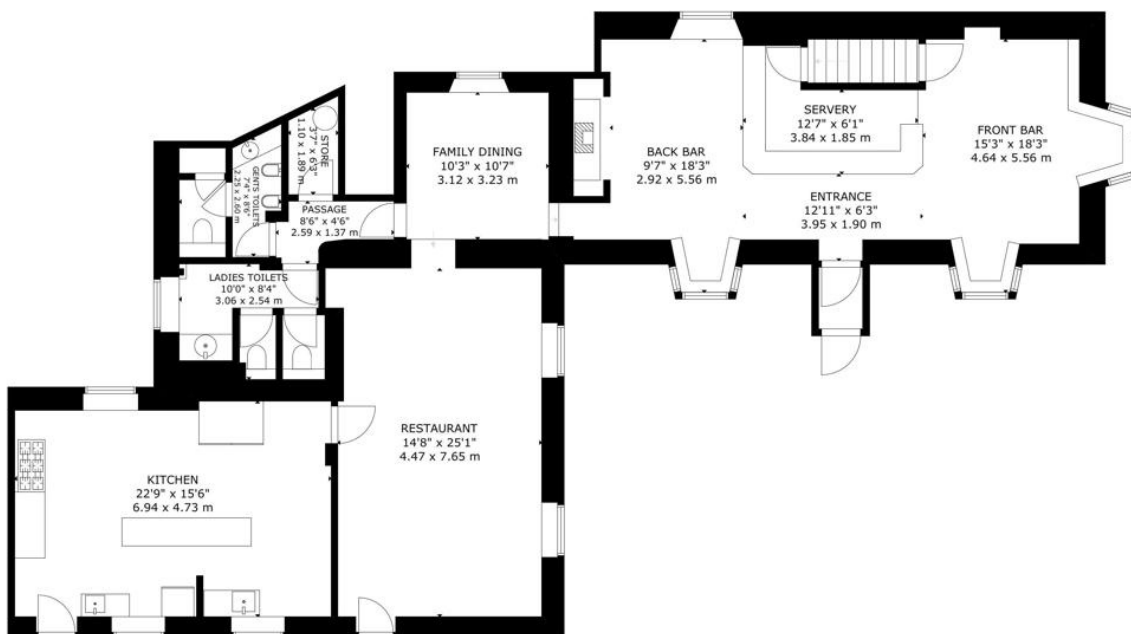 STORE
3'7" x 6'3"
1.10 x 1.89 m
GENTS TOILETS
7'4" x 8'6"
2.25 x 2.60 m
PASSAGE
8'6" x 4'6"
2.59 x 1.37 m
FAMILY DINING
10'3" x 10'7"
3.12 x 3.23 m
BACK BAR
9'7" x 18'3"
2.92 x 5.56 m
SERVERY
12'7" x 6'1"
3.84 x 1.85 m
FRONT BAR
15'3" x 18'3"
4.64 x 5.56 m
ENTRANCE
12'11" x 6'3"
3.95 x 1.90 m
LADIES TOILETS
10'0" x 8'4"
3.06 x 2.54 m
RESTAURANT
14'8" x 25'1"
4.47 x 7.65 m
KITCHEN
22'9" x 15'6"
6.94 x 4.73 m